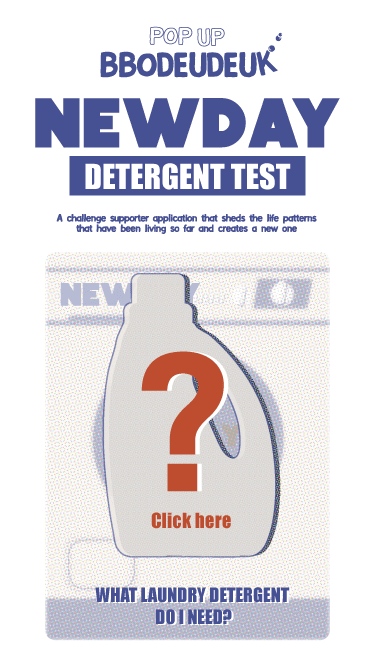 POP UP
BBODEUDEUK
NEWDAY
DETERGENT TEST
A challenge supporter application that sheds the life patterns
that have been living so far and creates a new one
NEW Y
?
Click here
WHAT LAUNDRY DETERGENT
DO I NEED?